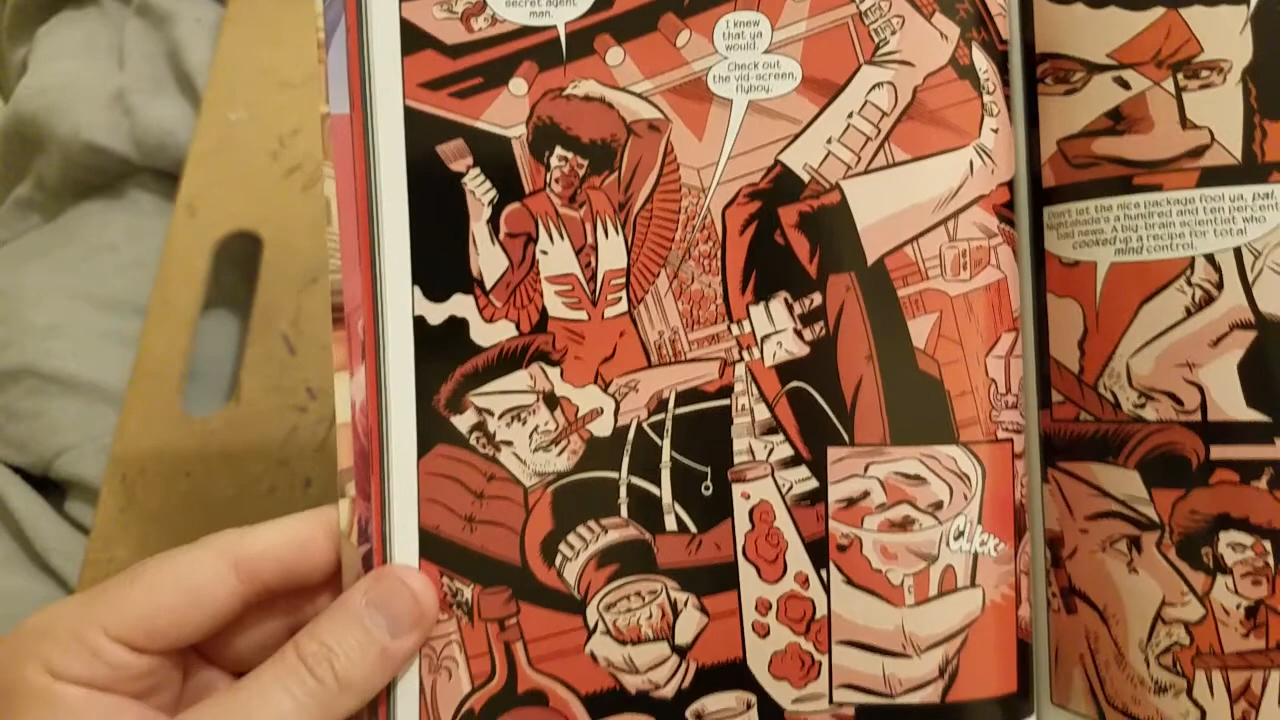 secret agent
man.
I knew
that ya
would.
Check out
the vid-screen,
flyboy.
CLICK
Don't let the nice package fool ya, pal.
Nightshade's a hundred and ten percent
bad news. A big-brain scientist who
cooked up a recipe for total
mind control.